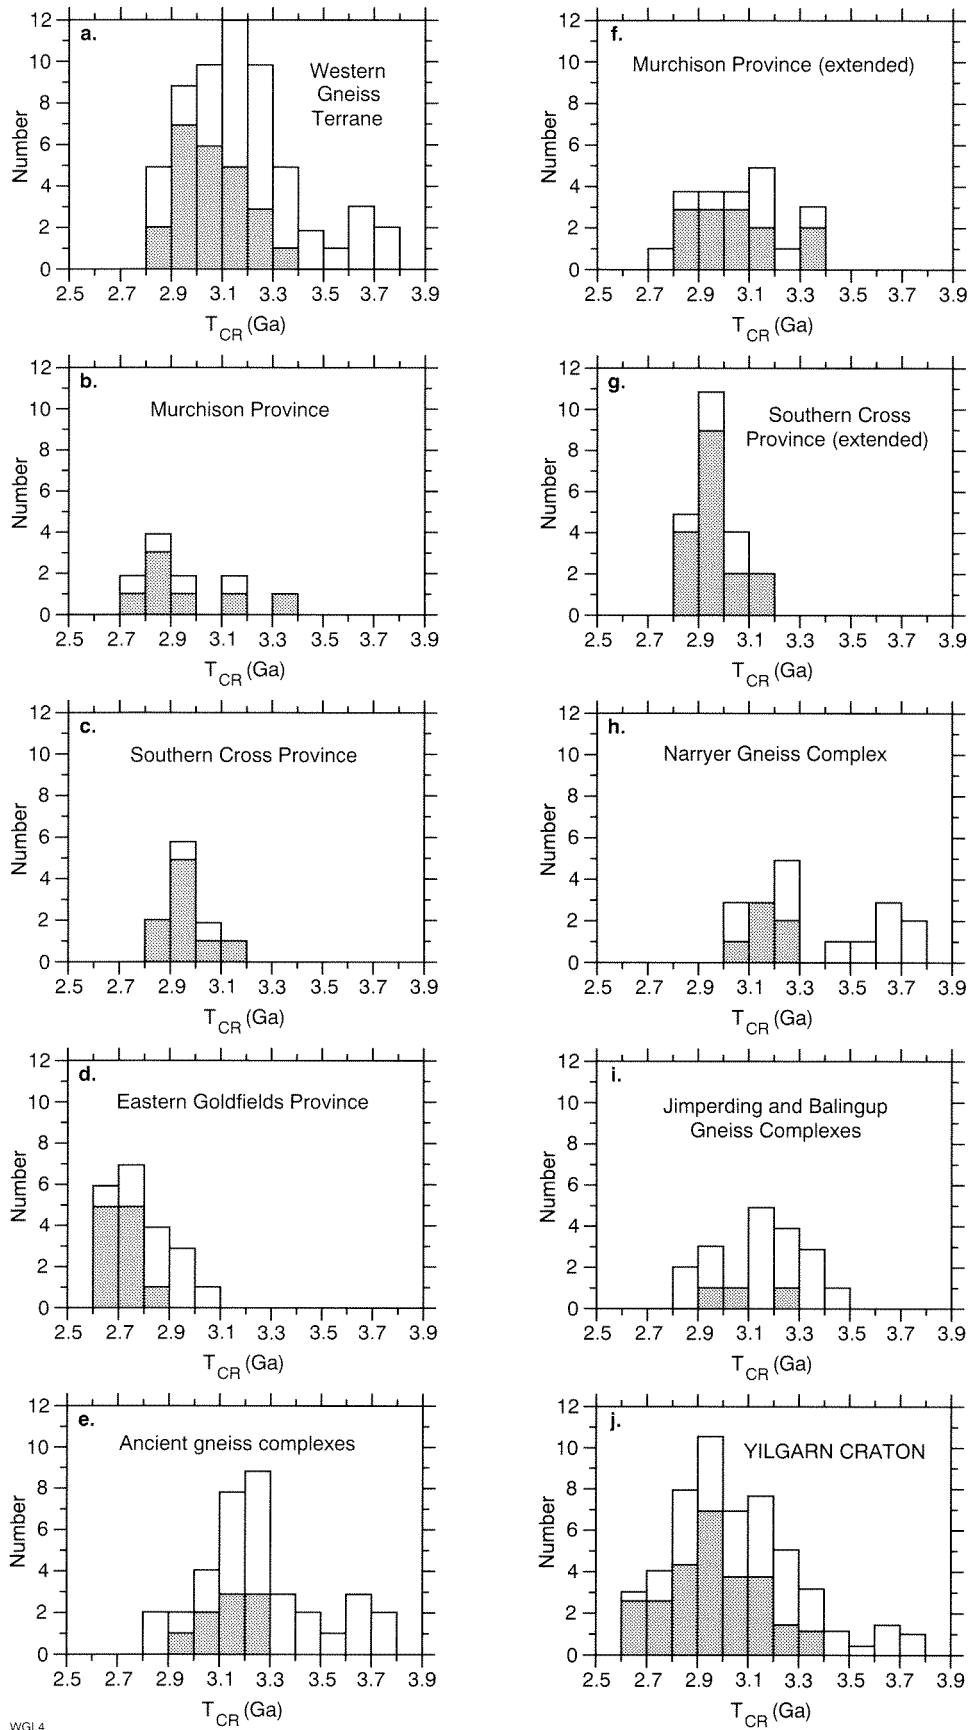 a.
Western
Gneiss
Terrane
Number
12
10
8
6
4
2
0
2.5 2.7 2.9 3.1 3.3 3.5 3.7 3.9
TCR (Ga)
b.
Murchison Province
Number
12
10
8
6
4
2
0
2.5 2.7 2.9 3.1 3.3 3.5 3.7 3.9
TCR (Ga)
c.
Southern Cross Province
Number
12
10
8
6
4
2
0
2.5 2.7 2.9 3.1 3.3 3.5 3.7 3.9
TCR (Ga)
d.
Eastern Goldfields Province
Number
12
10
8
6
4
2
0
2.5 2.7 2.9 3.1 3.3 3.5 3.7 3.9
TCR (Ga)
e.
Ancient gneiss complexes
Number
12
10
8
6
4
2
0
2.5 2.7 2.9 3.1 3.3 3.5 3.7 3.9
TCR (Ga)
WGL4
f.
Murchison Province (extended)
Number
12
10
8
6
4
2
0
2.5 2.7 2.9 3.1 3.3 3.5 3.7 3.9
TCR (Ga)
g.
Southern Cross
Province (extended)
Number
12
10
8
6
4
2
0
2.5 2.7 2.9 3.1 3.3 3.5 3.7 3.9
TCR (Ga)
h.
Narryer Gneiss Complex
Number
12
10
8
6
4
2
0
2.5 2.7 2.9 3.1 3.3 3.5 3.7 3.9
TCR (Ga)
i.
Jimperding and Balingup
Gneiss Complexes
Number
12
10
8
6
4
2
0
2.5 2.7 2.9 3.1 3.3 3.5 3.7 3.9
TCR (Ga)
j.
YILGARN CRATON
Number
12
10
8
6
4
2
0
2.5 2.7 2.9 3.1 3.3 3.5 3.7 3.9
TCR (Ga)